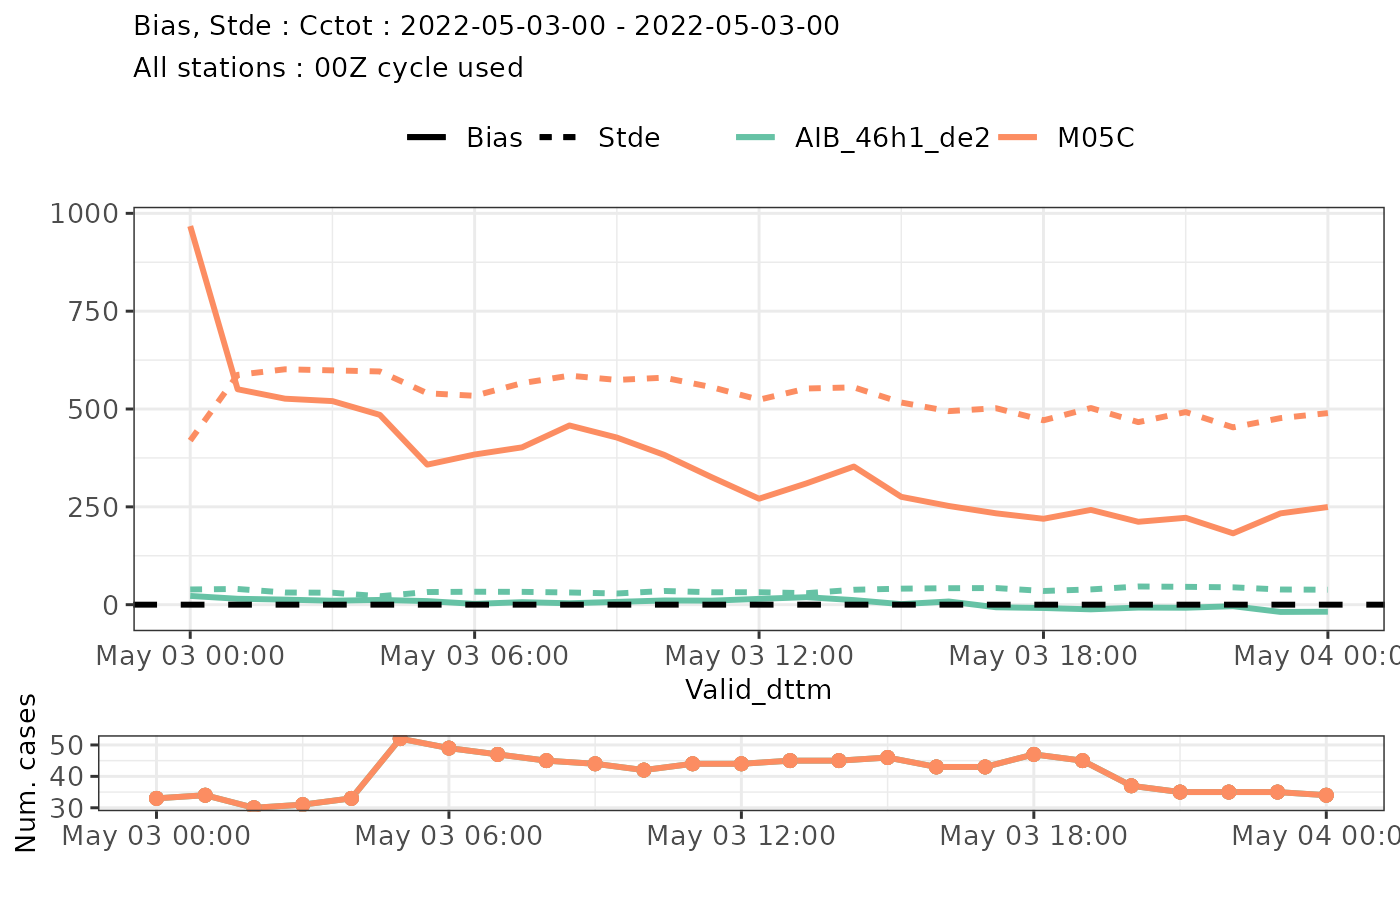 Bias, Stde : Cctot : 2022-05-03-00 - 2022-05-03-00
All stations : 00Z cycle used
Bias Stde AIB_46h1_de2 M05C
1000
750
500
250
0
May 03 00:00 May 03 06:00 May 03 12:00 May 03 18:00 May 04 00:0
Valid_dttm
Num. cases
50
40
30
May 03 00:00 May 03 06:00 May 03 12:00 May 03 18:00 May 04 00:0